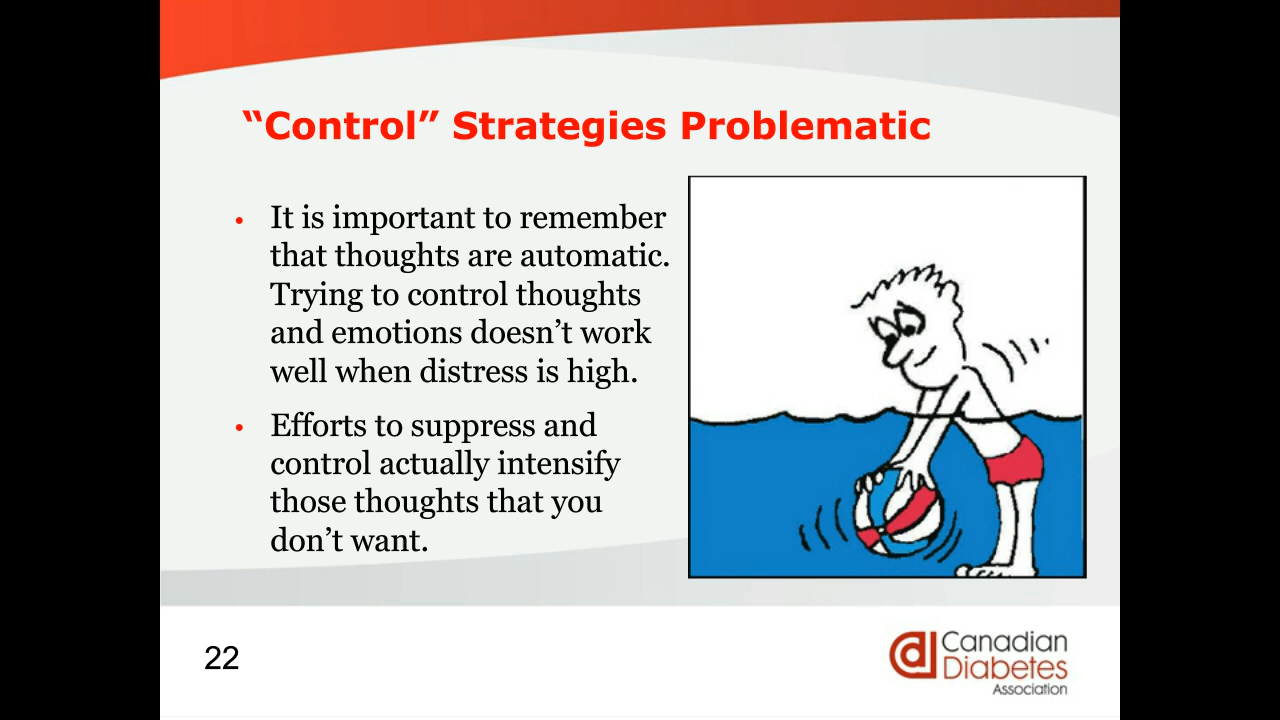 “Control” Strategies Problematic
• It is important to remember
that thoughts are automatic.
Trying to control thoughts
and emotions doesn’t work
well when distress is high.
• Efforts to suppress and
control actually intensify
those thoughts that you
don’t want.
22
Canadian
Diabetes
Association